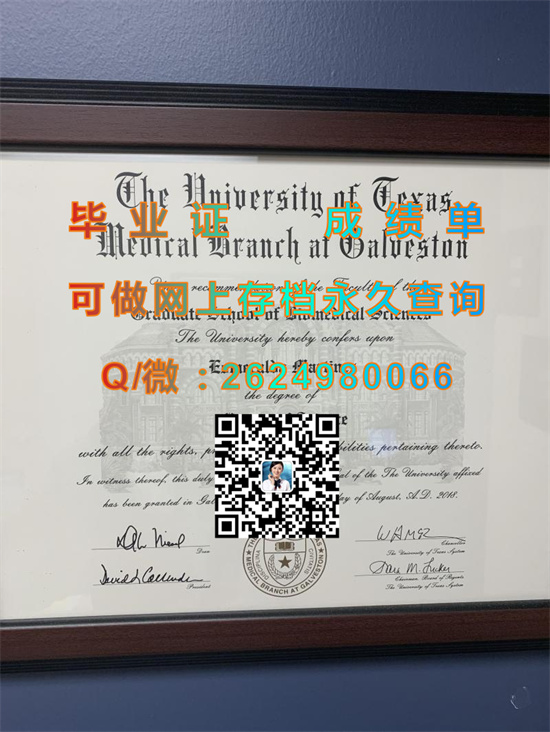 The University of Texas
毕业证 成绩单
Medical Branch at Galveston
the Faculty of the
可做网上存档永久查询
Graduate School of Biomedical Sciences
The University hereby confers upon
Esmeralda
Q/微：2624980066
the degree of
with all the rights, pertaining thereto.
In witness thereof, this of The University affixed
has been granted in of August, A.D. 2018.
Dean
Chancellor
The University of Texas System
President
Chairman, Board of Regents
The University of Texas System
MEDICAL BRANCH AT GALVESTON